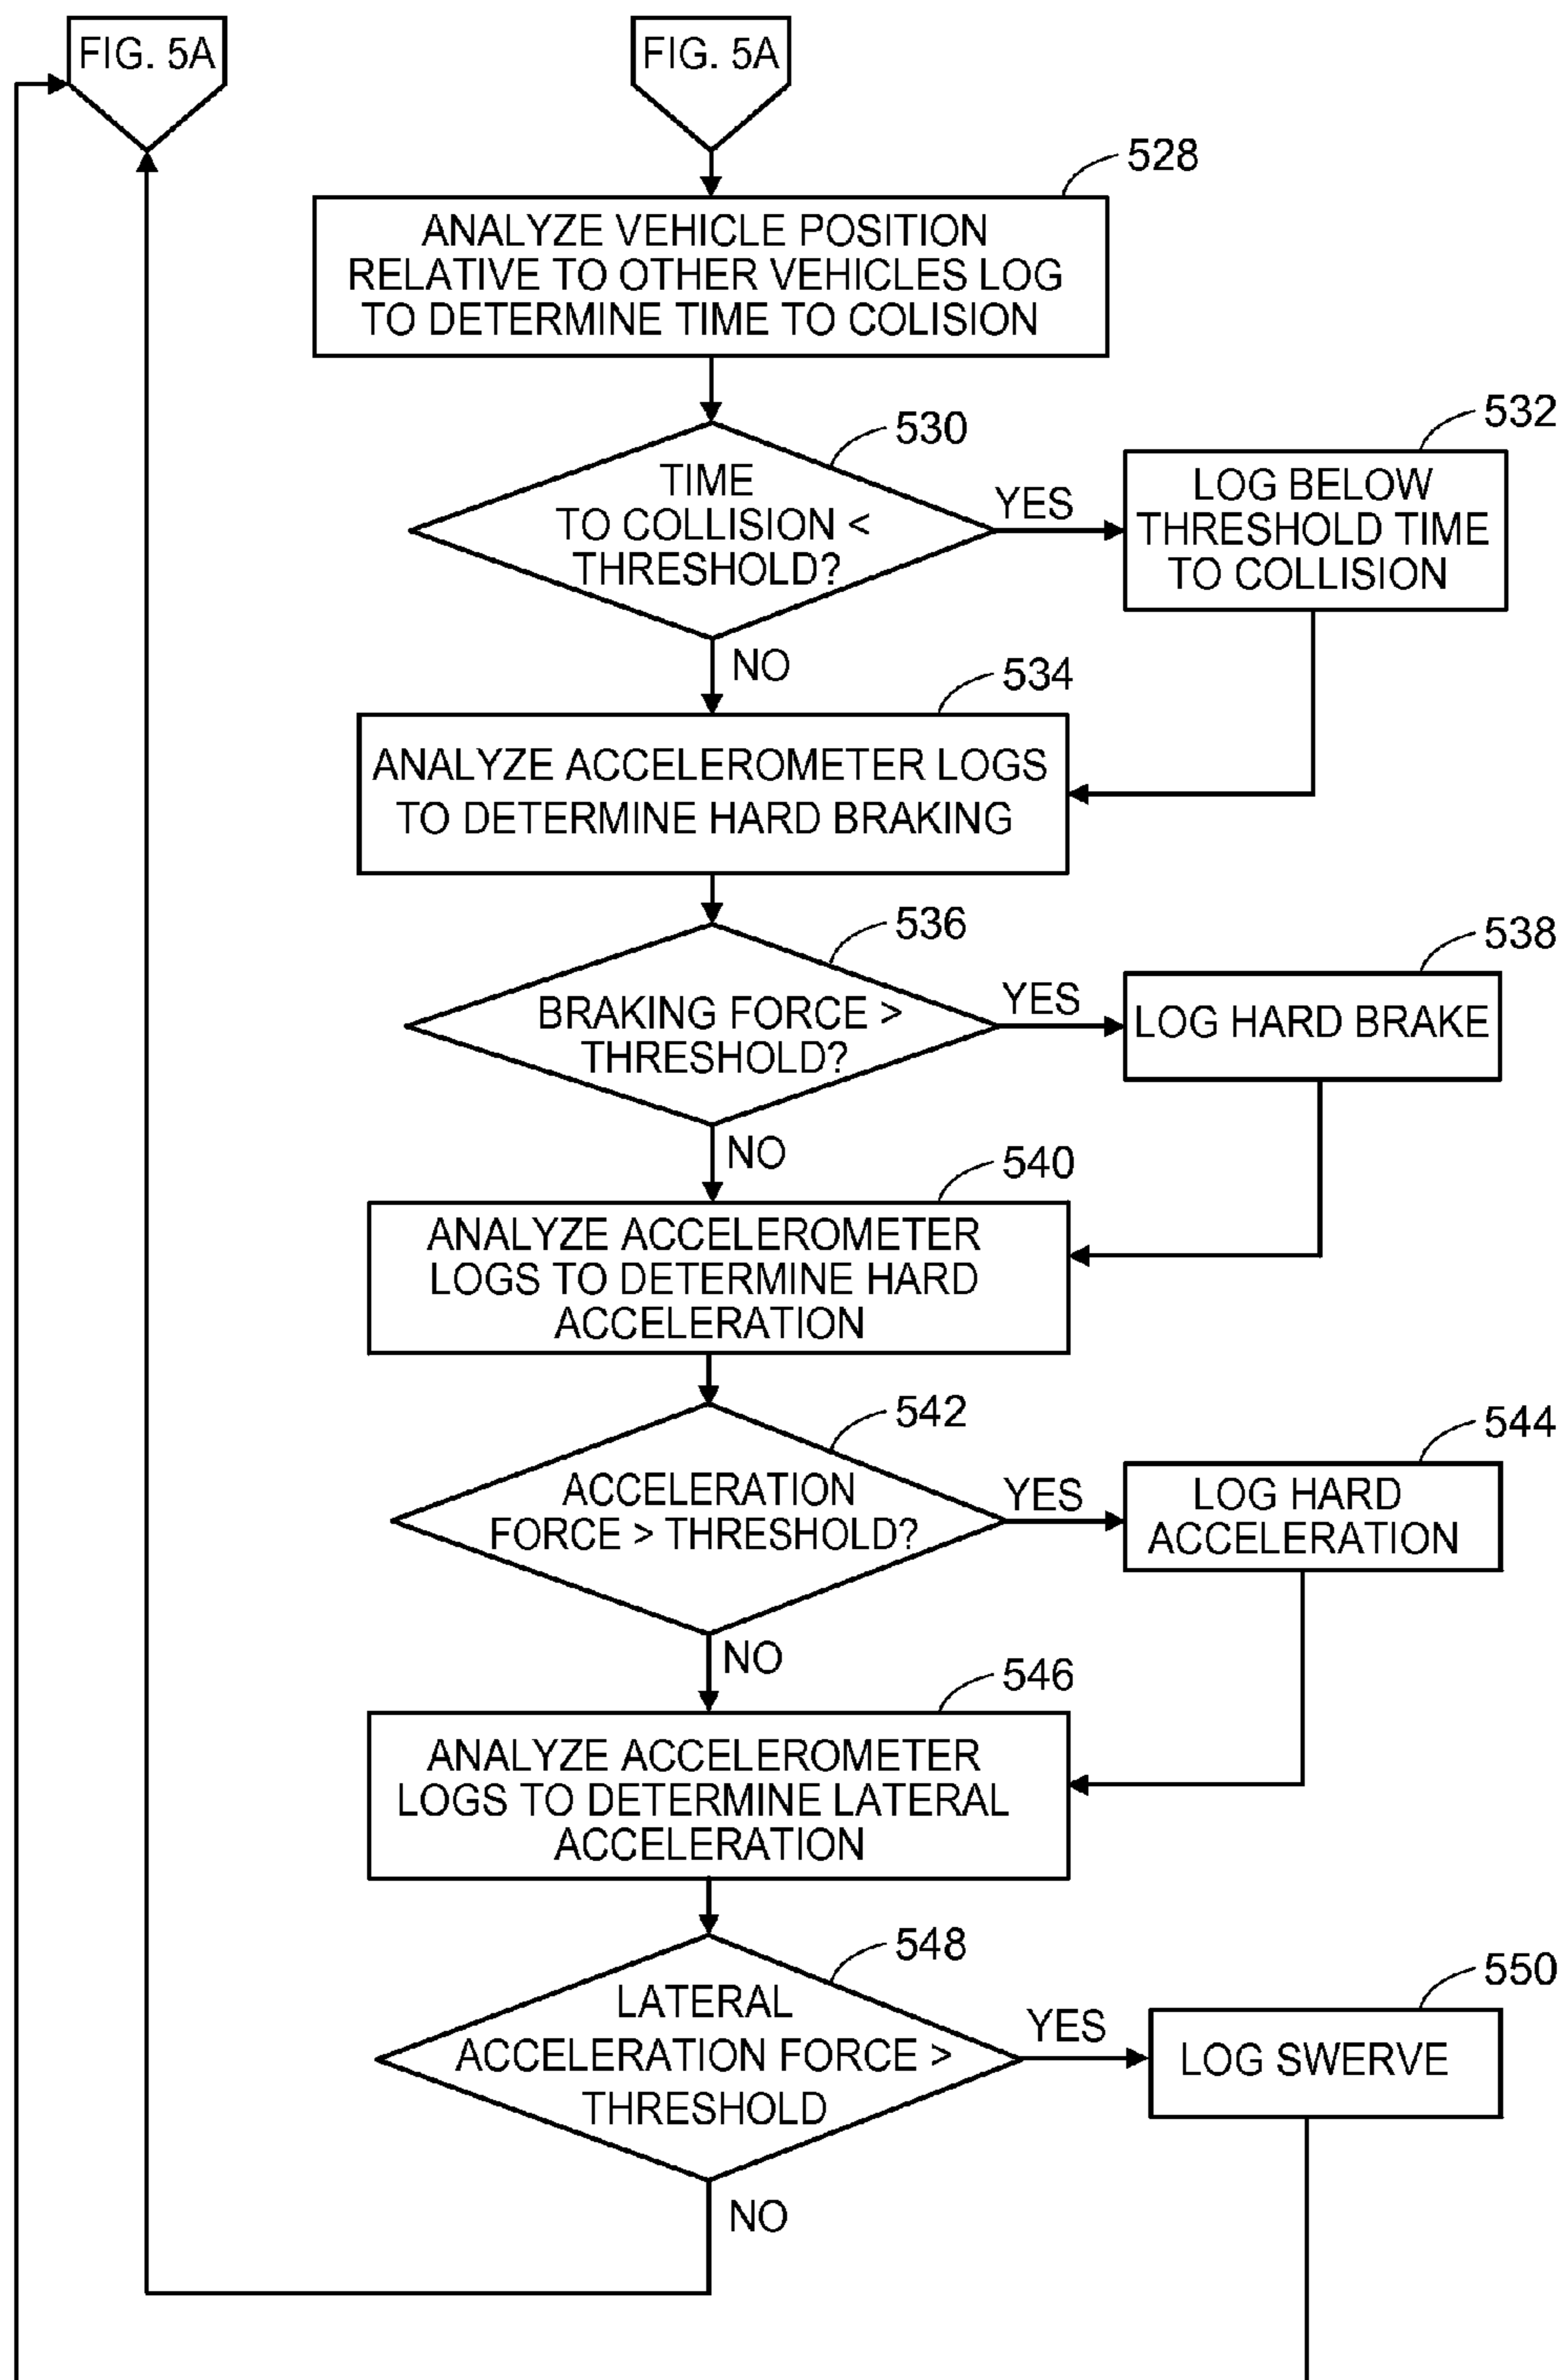 FIG. 5A
FIG. 5A
528
ANALYZE VEHICLE POSITION
RELATIVE TO OTHER VEHICLES LOG
TO DETERMINE TIME TO COLISION
530
TIME
TO COLLISION <
THRESHOLD?
YES
532
LOG BELOW
THRESHOLD TIME
TO COLLISION
NO
534
ANALYZE ACCELEROMETER LOGS
TO DETERMINE HARD BRAKING
536
BRAKING FORCE >
THRESHOLD?
YES
538
LOG HARD BRAKE
NO
540
ANALYZE ACCELEROMETER
LOGS TO DETERMINE HARD
ACCELERATION
542
ACCELERATION
FORCE > THRESHOLD?
YES
544
LOG HARD
ACCELERATION
NO
546
ANALYZE ACCELEROMETER
LOGS TO DETERMINE LATERAL
ACCELERATION
548
LATERAL
ACCELERATION FORCE >
THRESHOLD
YES
550
LOG SWERVE
NO